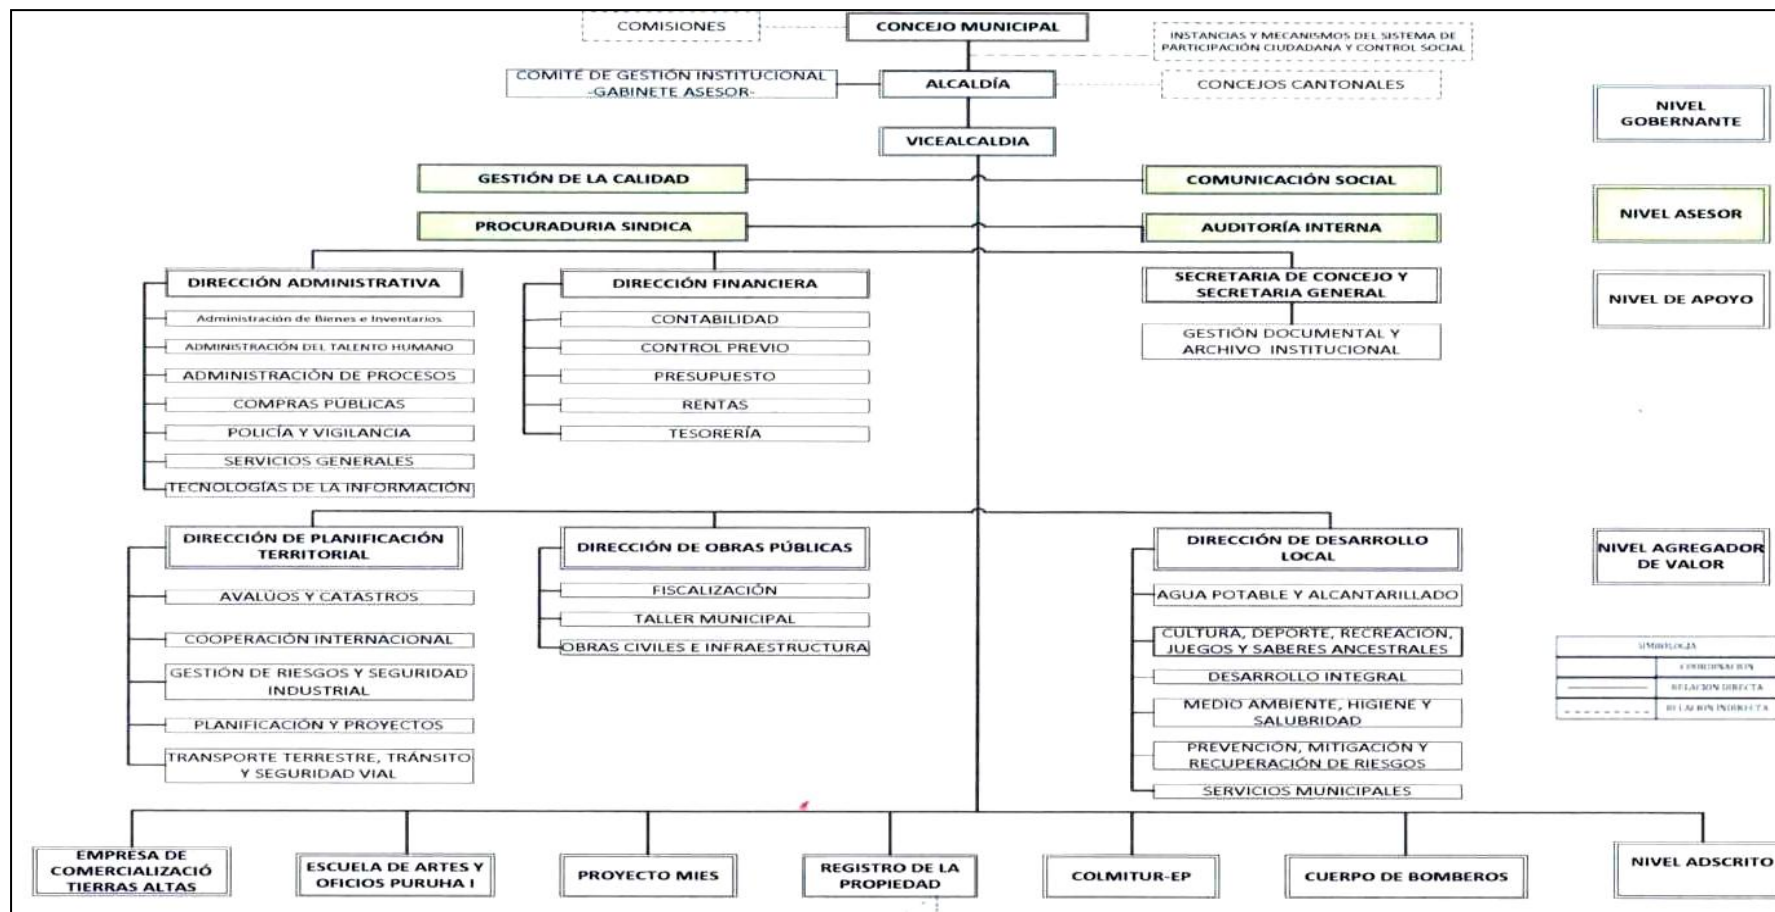 COMISIONES
CONCEJO MUNICIPAL
INSTANCIAS Y MECANISMOS DEL SISTEMA DE
PARTICIPACIÓN CIUDADANA Y CONTROL SOCIAL
COMITÉ DE GESTIÓN INSTITUCIONAL
-GABINETE ASESOR-
ALCALDÍA
CONCEJOS CANTONALES
NIVEL
GOBERNANTE
VICEALCALDIA
GESTIÓN DE LA CALIDAD
COMUNICACIÓN SOCIAL
PROCURADURIA SINDICA
AUDITORÍA INTERNA
NIVEL ASESOR
DIRECCIÓN ADMINISTRATIVA
Administración de Bienes e Inventarios
ADMINISTRACIÓN DEL TALENTO HUMANO
ADMINISTRACIÓN DE PROCESOS
COMPRAS PÚBLICAS
POLICÍA Y VIGILANCIA
SERVICIOS GENERALES
TECNOLOGÍAS DE LA INFORMACIÓN
DIRECCIÓN FINANCIERA
CONTABILIDAD
CONTROL PREVIO
PRESUPUESTO
RENTAS
TESORERÍA
SECRETARIA DE CONCEJO Y
SECRETARIA GENERAL
GESTIÓN DOCUMENTAL Y
ARCHIVO INSTITUCIONAL
NIVEL DE APOYO
DIRECCIÓN DE PLANIFICACIÓN
TERRITORIAL
AVALÚOS Y CATASTROS
COOPERACIÓN INTERNACIONAL
GESTIÓN DE RIESGOS Y SEGURIDAD
INDUSTRIAL
PLANIFICACIÓN Y PROYECTOS
TRANSPORTE TERRESTRE, TRÁNSITO
Y SEGURIDAD VIAL
DIRECCIÓN DE OBRAS PÚBLICAS
FISCALIZACIÓN
TALLER MUNICIPAL
OBRAS CIVILES E INFRAESTRUCTURA
DIRECCIÓN DE DESARROLLO
LOCAL
AGUA POTABLE Y ALCANTARILLADO
CULTURA, DEPORTE, RECREACIÓN,
JUEGOS Y SABERES ANCESTRALES
DESARROLLO INTEGRAL
MEDIO AMBIENTE, HIGIENE Y
SALUBRIDAD
PREVENCIÓN, MITIGACIÓN Y
RECUPERACIÓN DE RIESGOS
SERVICIOS MUNICIPALES
NIVEL AGREGADOR
DE VALOR
SIMBOLOGIA
COORDINACION
RELACION DIRECTA
RELACION INDIRECTA
EMPRESA DE
COMERCIALIZACIÓ
TIERRAS ALTAS
ESCUELA DE ARTES Y
OFICIOS PURUHA I
PROYECTO MIES
REGISTRO DE LA
PROPIEDAD
COLMITUR-EP
CUERPO DE BOMBEROS
NIVEL ADSCRITO